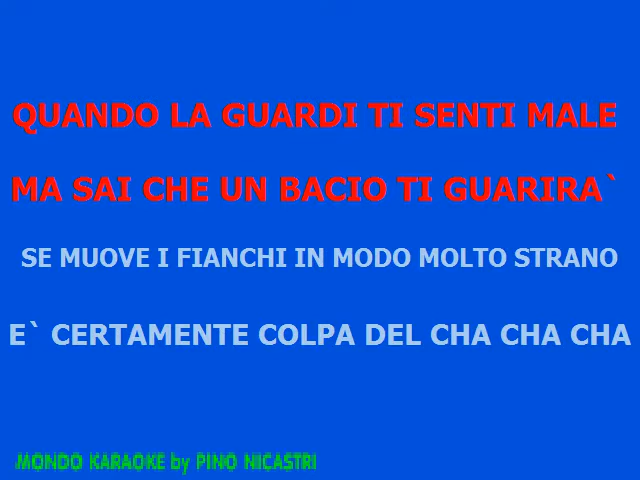 QUANDO LA GUARDI TI SENTI MALE
MA SAI CHE UN BACIO TI GUARIRA`
SE MUOVE I FIANCHI IN MODO MOLTO STRANO
E` CERTAMENTE COLPA DEL CHA CHA CHA
MONDO KARAOKE by PINO NICASTRI